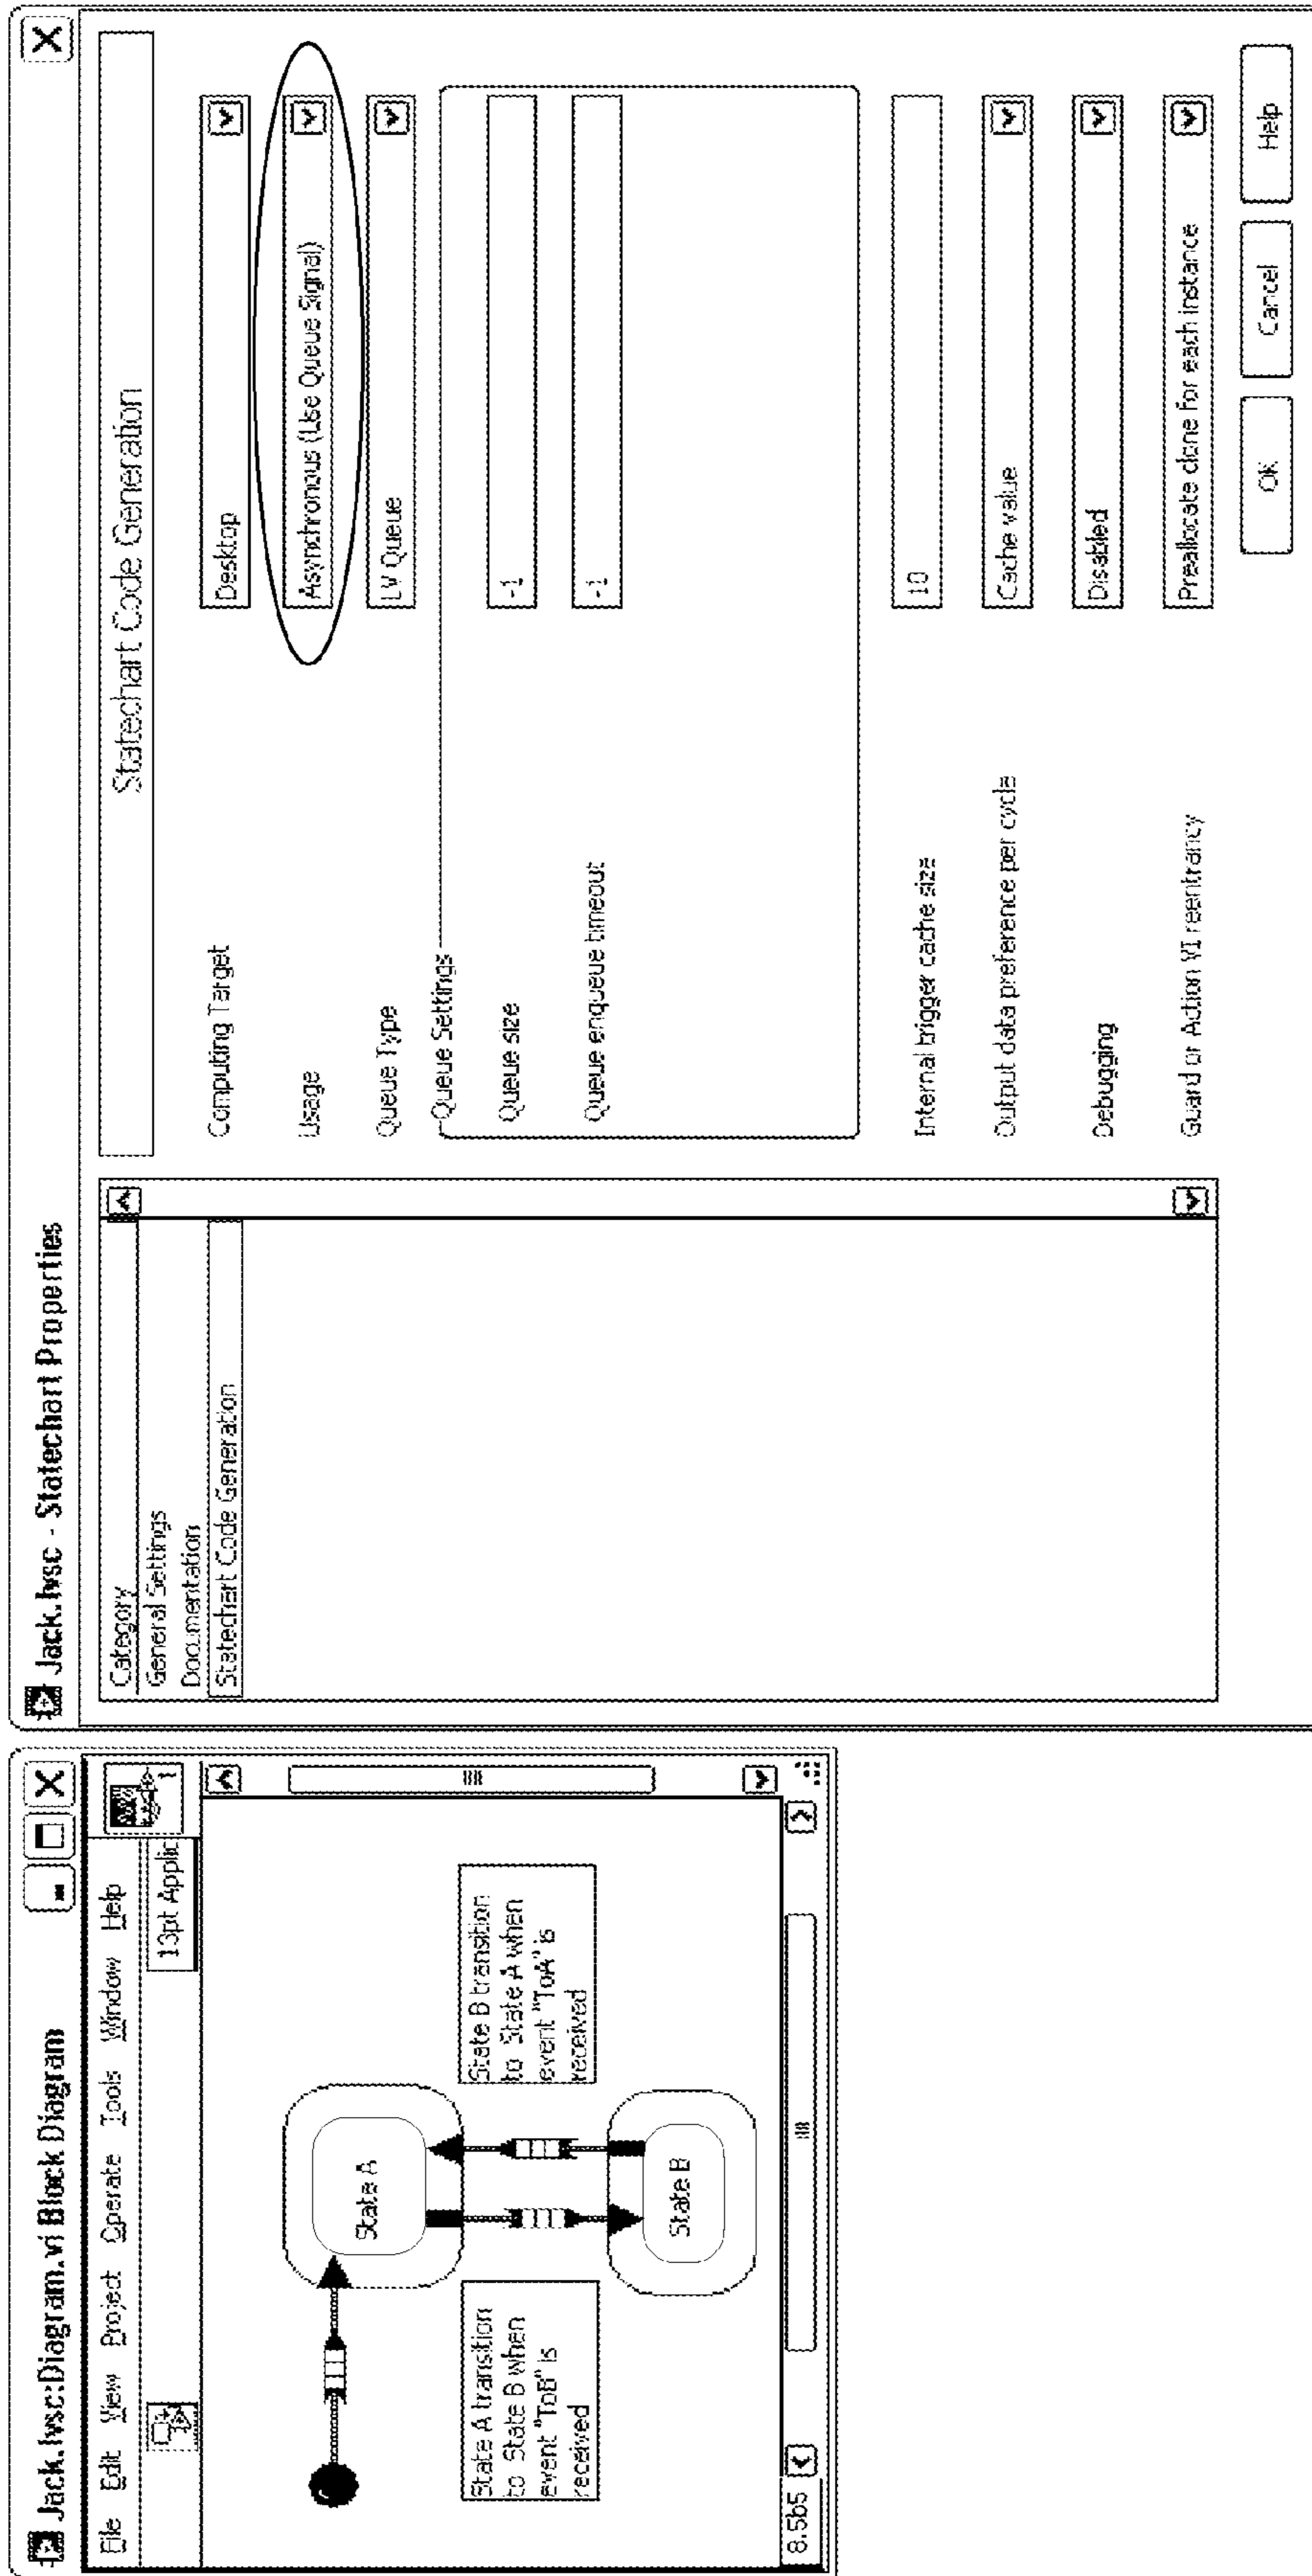 Jack.lvsc:Diagram.vi Block Diagram
File Edit View Project Operate Tools Window Help
13pt Applic
1
State A
State A transition
to State B when
event "ToB" is
received
State B transition
to State A when
event "ToA" is
received
State B
8.5b5
Jack.lvsc - Statechart Properties
Category
General Settings
Documentation
Statechart Code Generation
Statechart Code Generation
Computing Target
Desktop
Usage
Asynchronous (Use Queue Signal)
Queue Type
LV Queue
Queue Settings
Queue size
-1
Queue enqueue timeout
-1
Internal trigger cache size
10
Output data preference per cycle
Cache value
Debugging
Disabled
Guard or Action VI reentrancy
Preallocate clone for each instance
OK
Cancel
Help